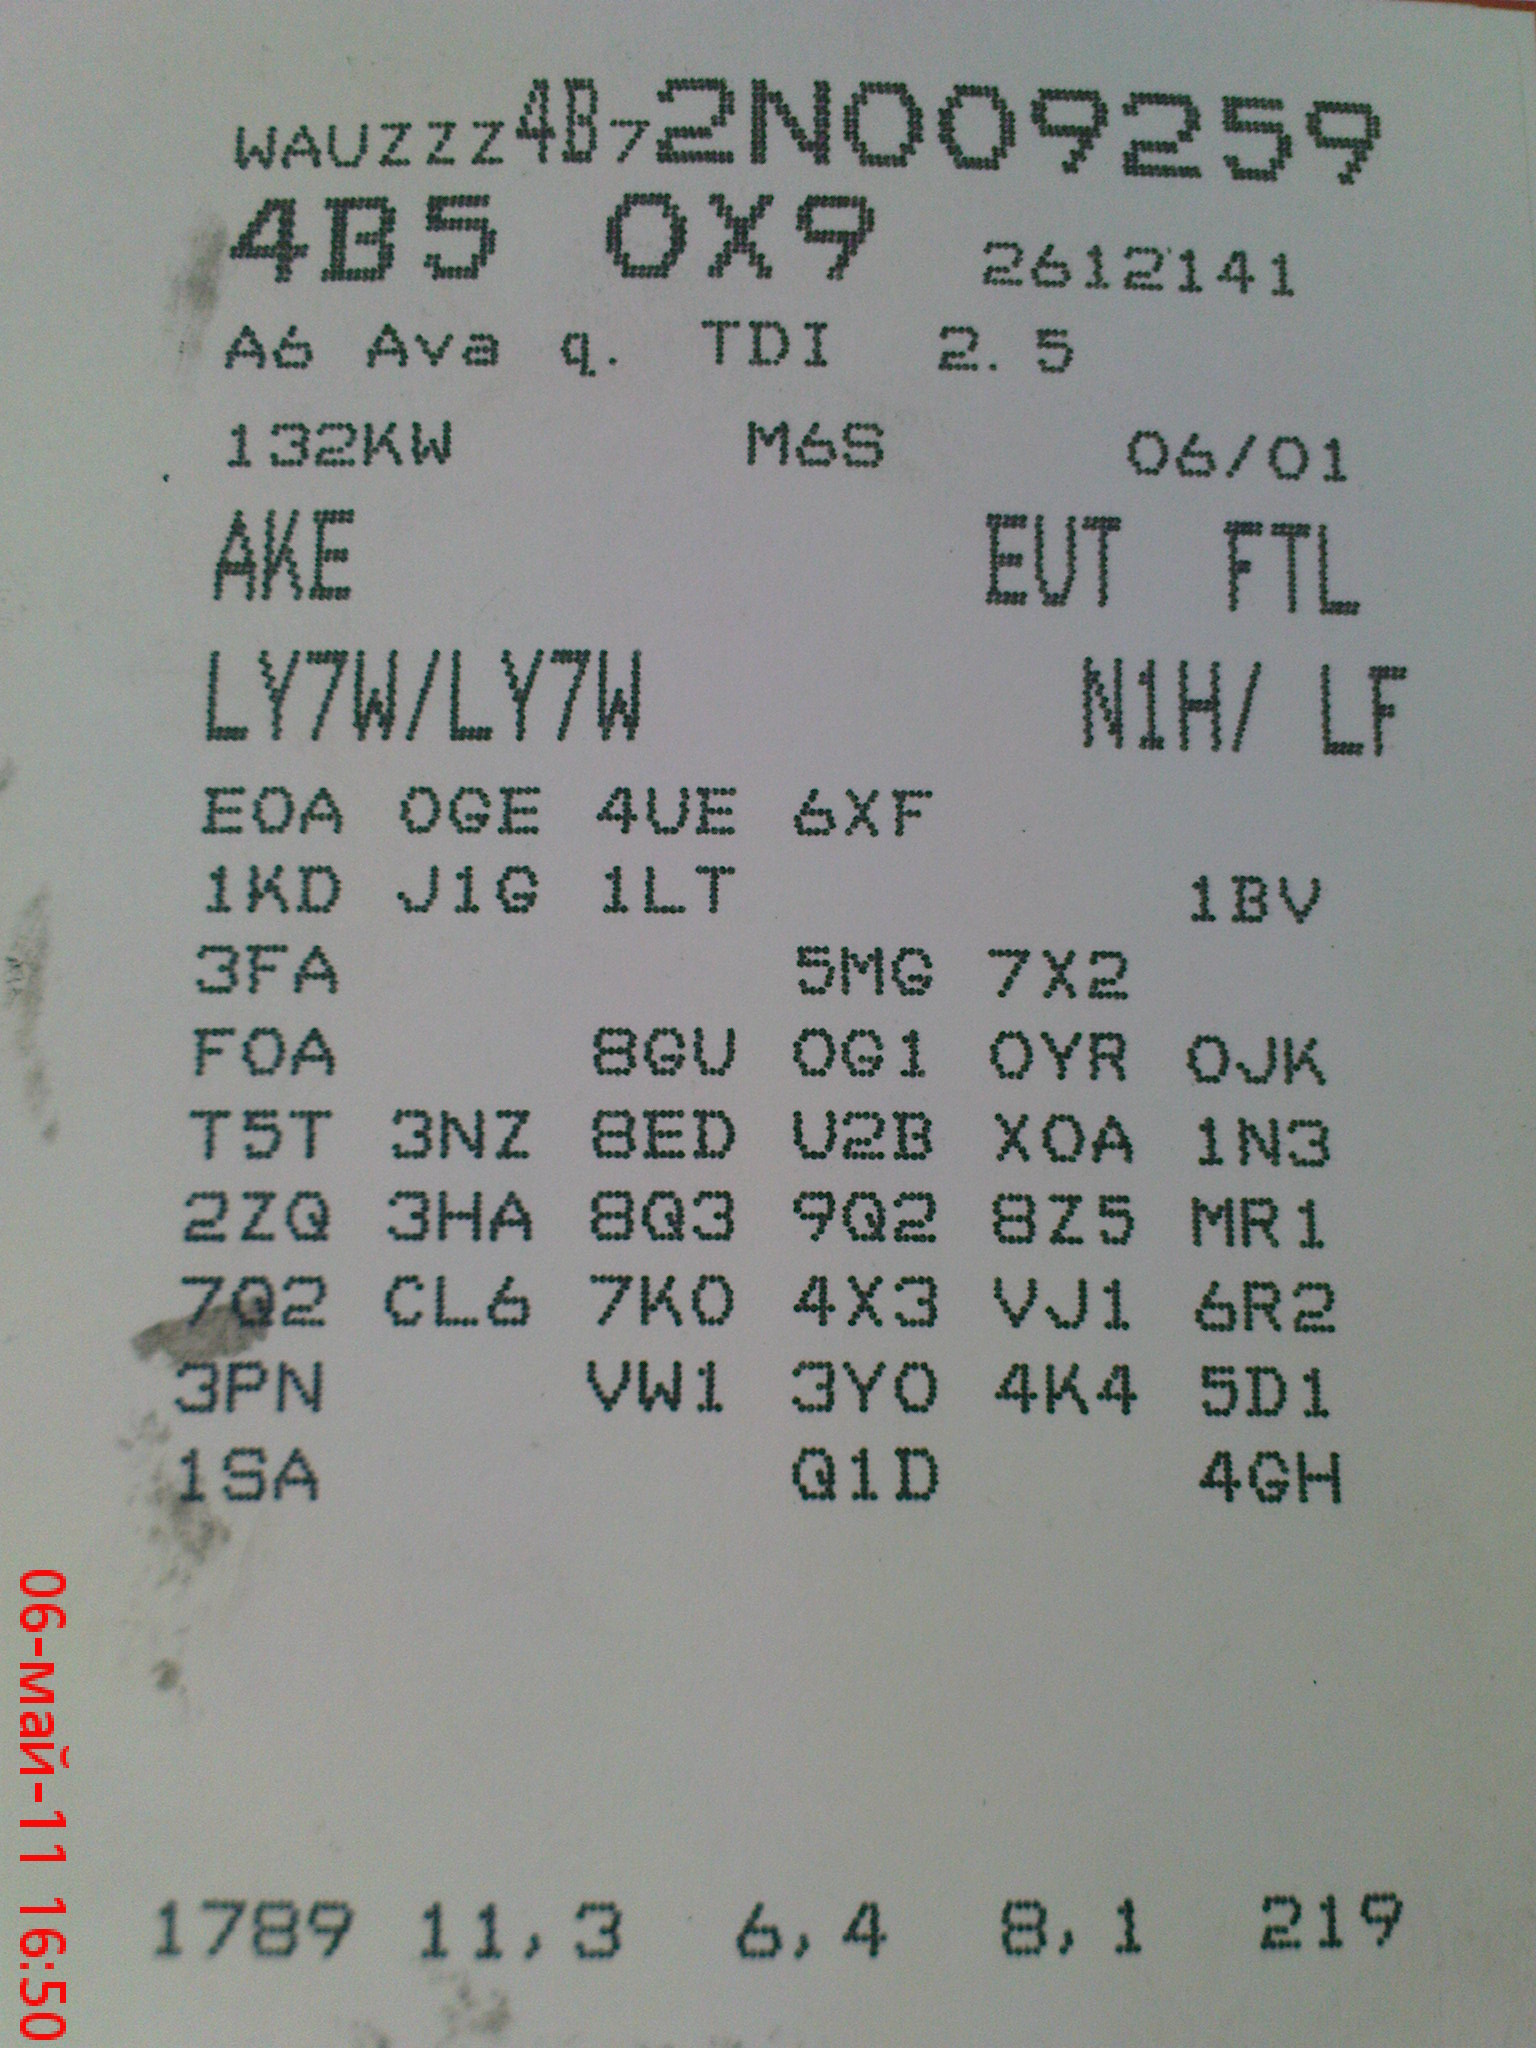 WAUZZZ4B72N009259
4B5 0X9 2612141
A6 Ava q. TDI 2.5
132KW M6S 06/01
AKE EUT FTL
LY7W/LY7W N1H/ LF
E0A 0GE 4UE 6XF
1KD J1G 1LT 1BV
3FA 5MG 7X2
F0A 8GU 0G1 0YR 0JK
T5T 3NZ 8ED U2B X0A 1N3
2ZQ 3HA 8Q3 9Q2 8Z5 MR1
7Q2 CL6 7K0 4X3 VJ1 6R2
3PN VW1 3Y0 4K4 5D1
1SA Q1D 4GH
1789 11,3 6,4 8,1 219
06-май-11 16:50